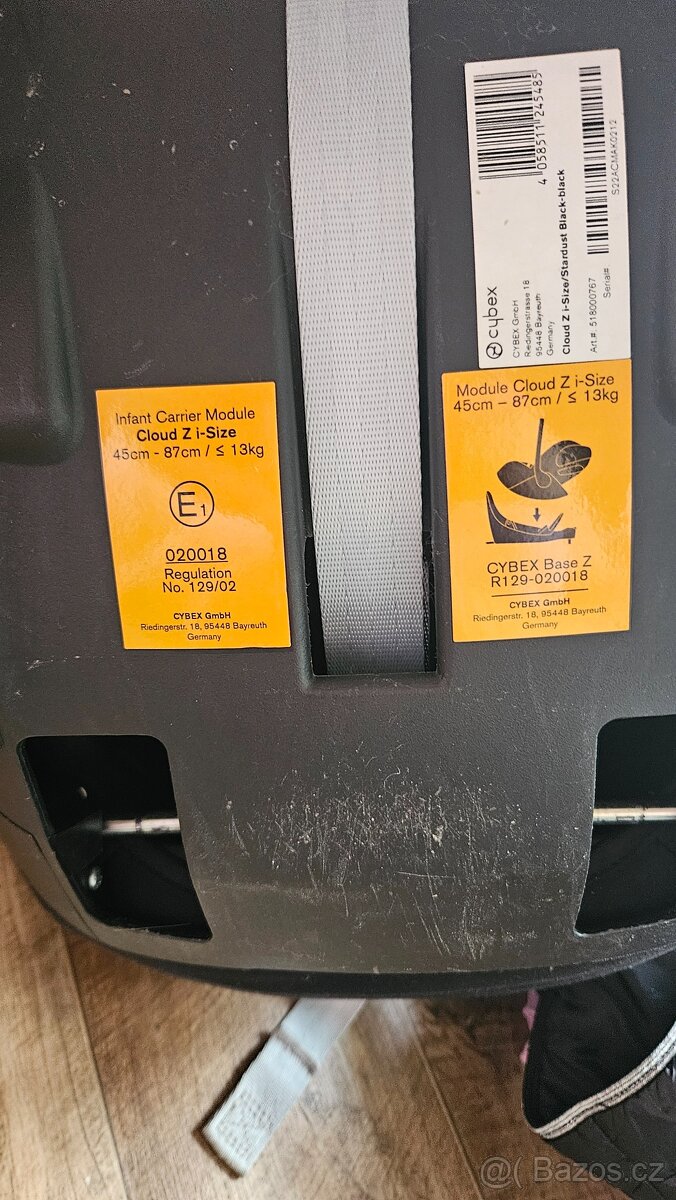 Infant Carrier Module
Cloud Z i-Size
45cm - 87cm / ≤ 13kg
E1
020018
Regulation
No. 129/02
CYBEX GmbH
Riedingerstr. 18, 95448 Bayreuth
Germany
4 058511 245485
cybex
CYBEX GmbH
Riedingerstrasse 18
95448 Bayreuth
Germany
Cloud Z i-Size/Stardust Black-black
Art.#. 518000767
Serial#
S22ACMAK0212
Module Cloud Z i-Size
45cm – 87cm / ≤ 13kg
CYBEX Base Z
R129-020018
CYBEX GmbH
Riedingerstr. 18, 95448 Bayreuth
Germany
@( Bazos.cz